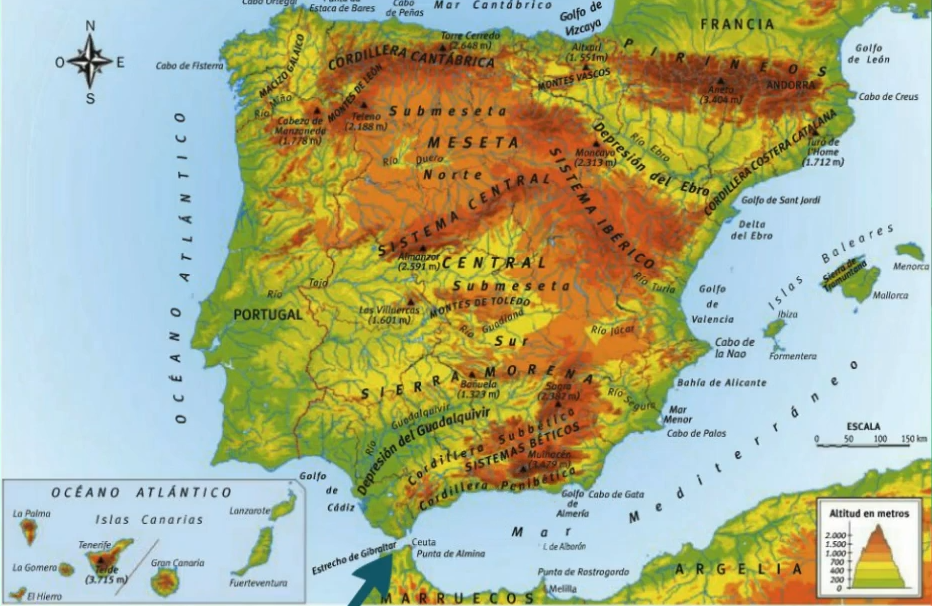 Cabo Ortegal
Estaca de Bares
Cabo
de Peñas
Mar Cantábrico
Golfo de
Vizcaya
FRANCIA
Golfo
de León
N
O
E
S
Cabo de Fisterra
MACIZO GALAICO
CORDILLERA CANTÁBRICA
Torre Cerredo
(2.648 m)
Aitxuri
(1.551m)
MONTES VASCOS
PIRINEOS
Aneto
(3.404 m)
ANDORRA
Cabo de Creus
Río Miño
MONTES DE LEÓN
Cabeza de
Manzaneda
(1.778 m)
Teleno
(2.188 m)
Submeseta
MESETA
Norte
Río Duero
Moncayo
(2.313 m)
Río Ebro
Depresión del Ebro
CORDILLERA COSTERA CATALANA
Turó de
l'Home
(1.712 m)
SISTEMA CENTRAL
SISTEMA IBÉRICO
Golfo de Sant Jordi
Delta
del Ebro
Almanzor
(2.591 m)
CENTRAL
Submeseta
Sur
OCÉANO ATLÁNTICO
PORTUGAL
Río Tajo
Las Villuercas
(1.601 m)
MONTES DE TOLEDO
Río Guadiana
Río Turia
Río Júcar
Golfo
de
Valencia
Islas Baleares
Sierra de
Tramuntana
Menorca
Mallorca
Ibiza
Formentera
Cabo de
la Nao
SIERRA MORENA
Bañuela
(1.323 m)
Sagra
(2.382 m)
Río Segura
Bahía de Alicante
Mar
Menor
Cabo de Palos
Río Guadalquivir
Depresión del Guadalquivir
Cordillera Subbética
SISTEMAS BÉTICOS
Mulhacén
(3.479 m)
Cordillera Penibética
Golfo
de
Cádiz
Golfo
de
Almería
Cabo de Gata
Mar Mediterráneo
ESCALA
0 50 100 150 km
Estrecho de Gibraltar
Ceuta
Punta de Almina
I. de Alborán
Punta de Rostrogordo
Melilla
MARRUECOS
ARGELIA
OCÉANO ATLÁNTICO
Islas Canarias
La Palma
Tenerife
Teide
(3.715 m)
La Gomera
El Hierro
Gran Canaria
Lanzarote
Fuerteventura
Altitud en metros
2.000
1.500
1000
700
400
200
0